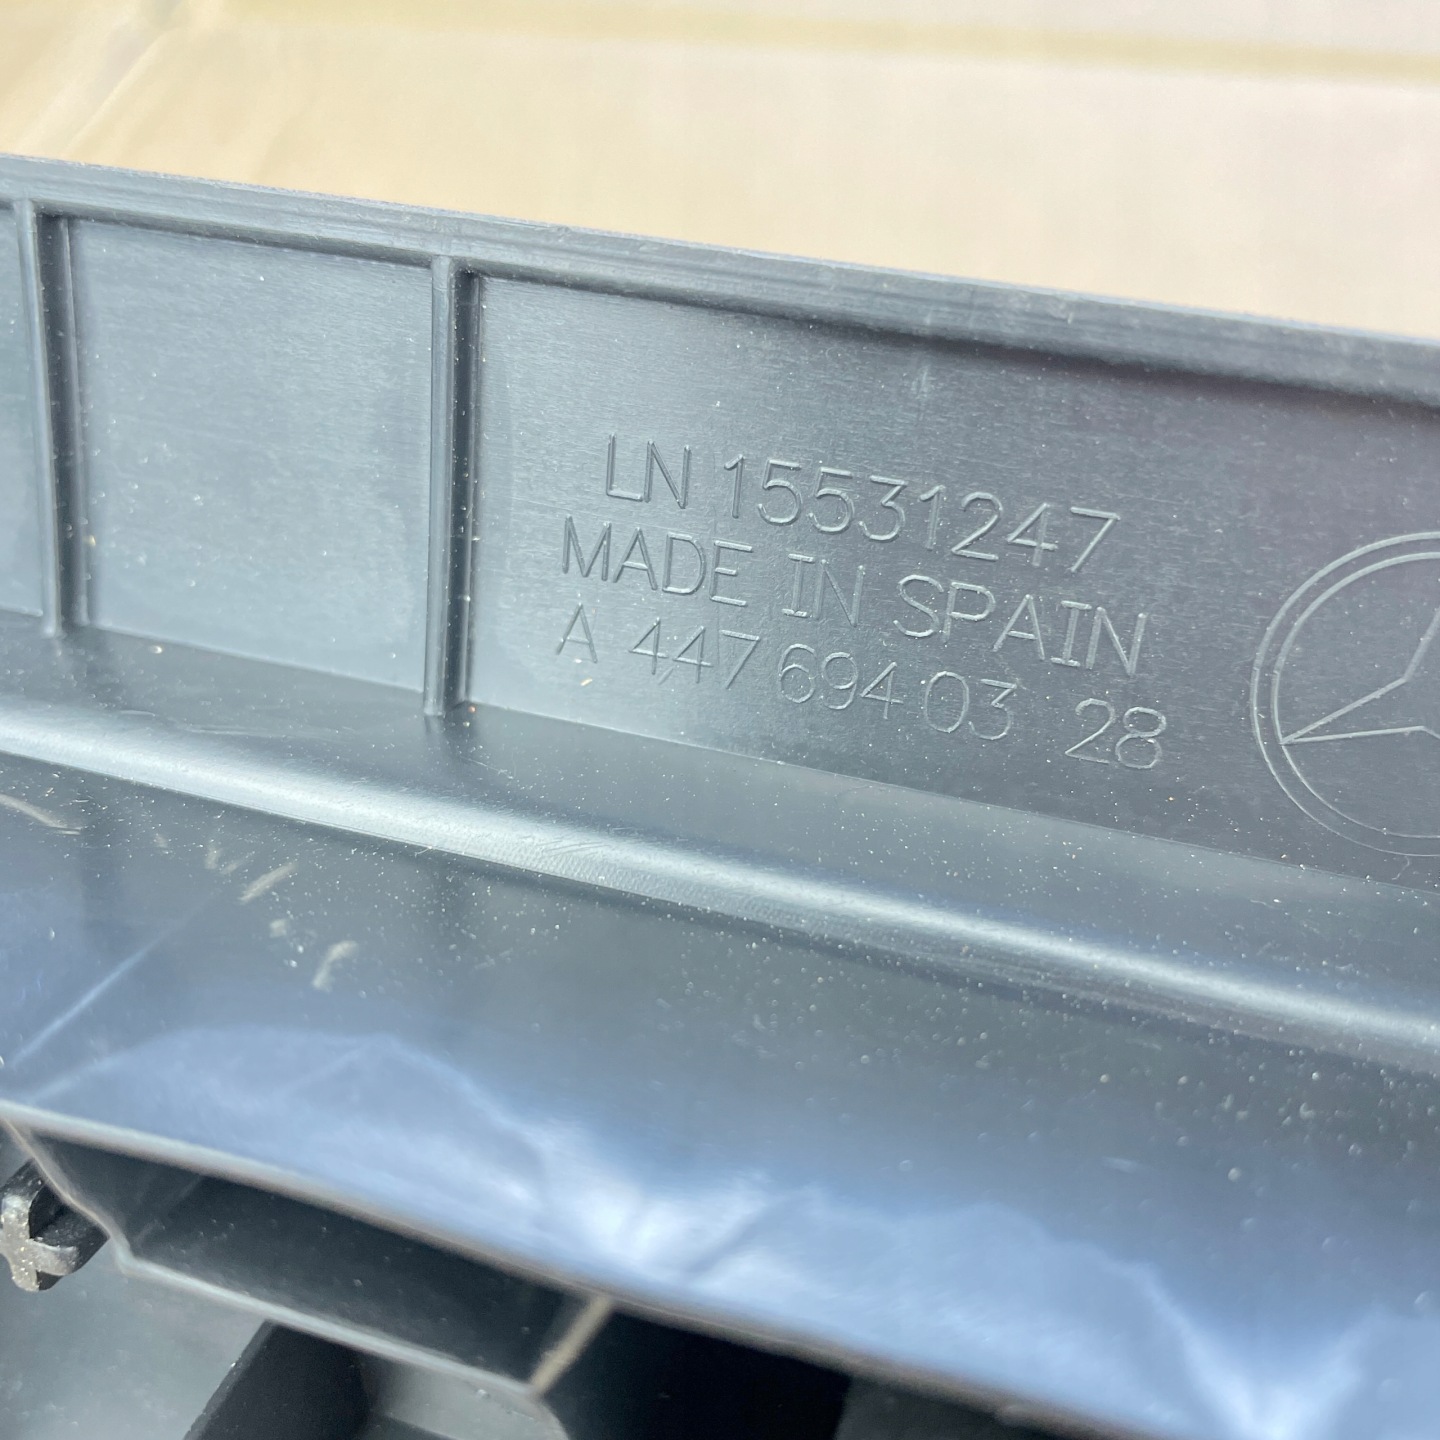 LN 15531247
MADE IN SPAIN
A 447 694 03 28